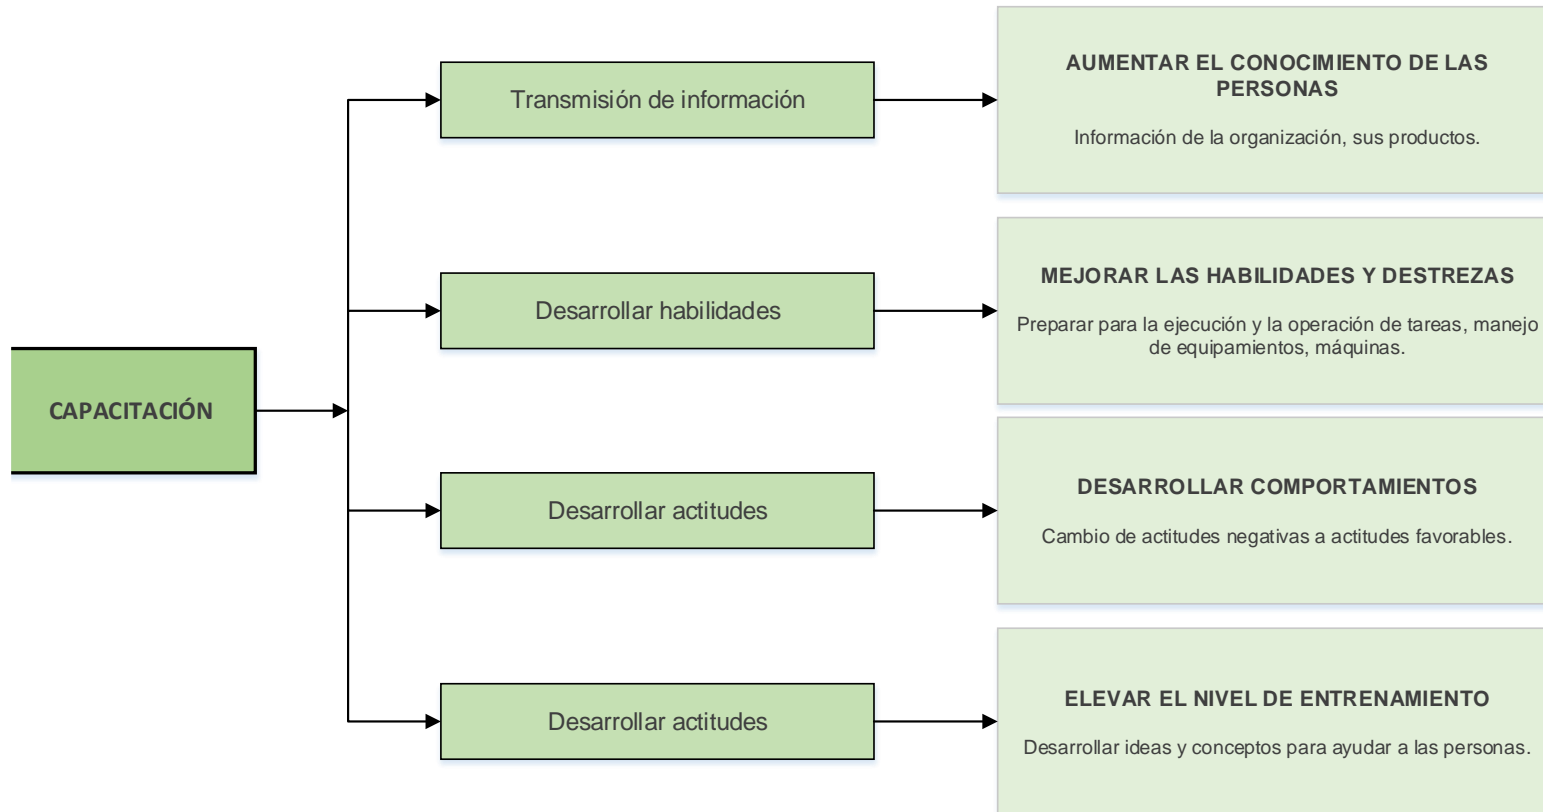 Transmisión de información
AUMENTAR EL CONOCIMIENTO DE LAS
PERSONAS
Información de la organización, sus productos.
Desarrollar habilidades
MEJORAR LAS HABILIDADES Y DESTREZAS
Preparar para la ejecución y la operación de tareas, manejo
de equipamientos, máquinas.
CAPACITACIÓN
Desarrollar actitudes
DESARROLLAR COMPORTAMIENTOS
Cambio de actitudes negativas a actitudes favorables.
Desarrollar actitudes
ELEVAR EL NIVEL DE ENTRENAMIENTO
Desarrollar ideas y conceptos para ayudar a las personas.